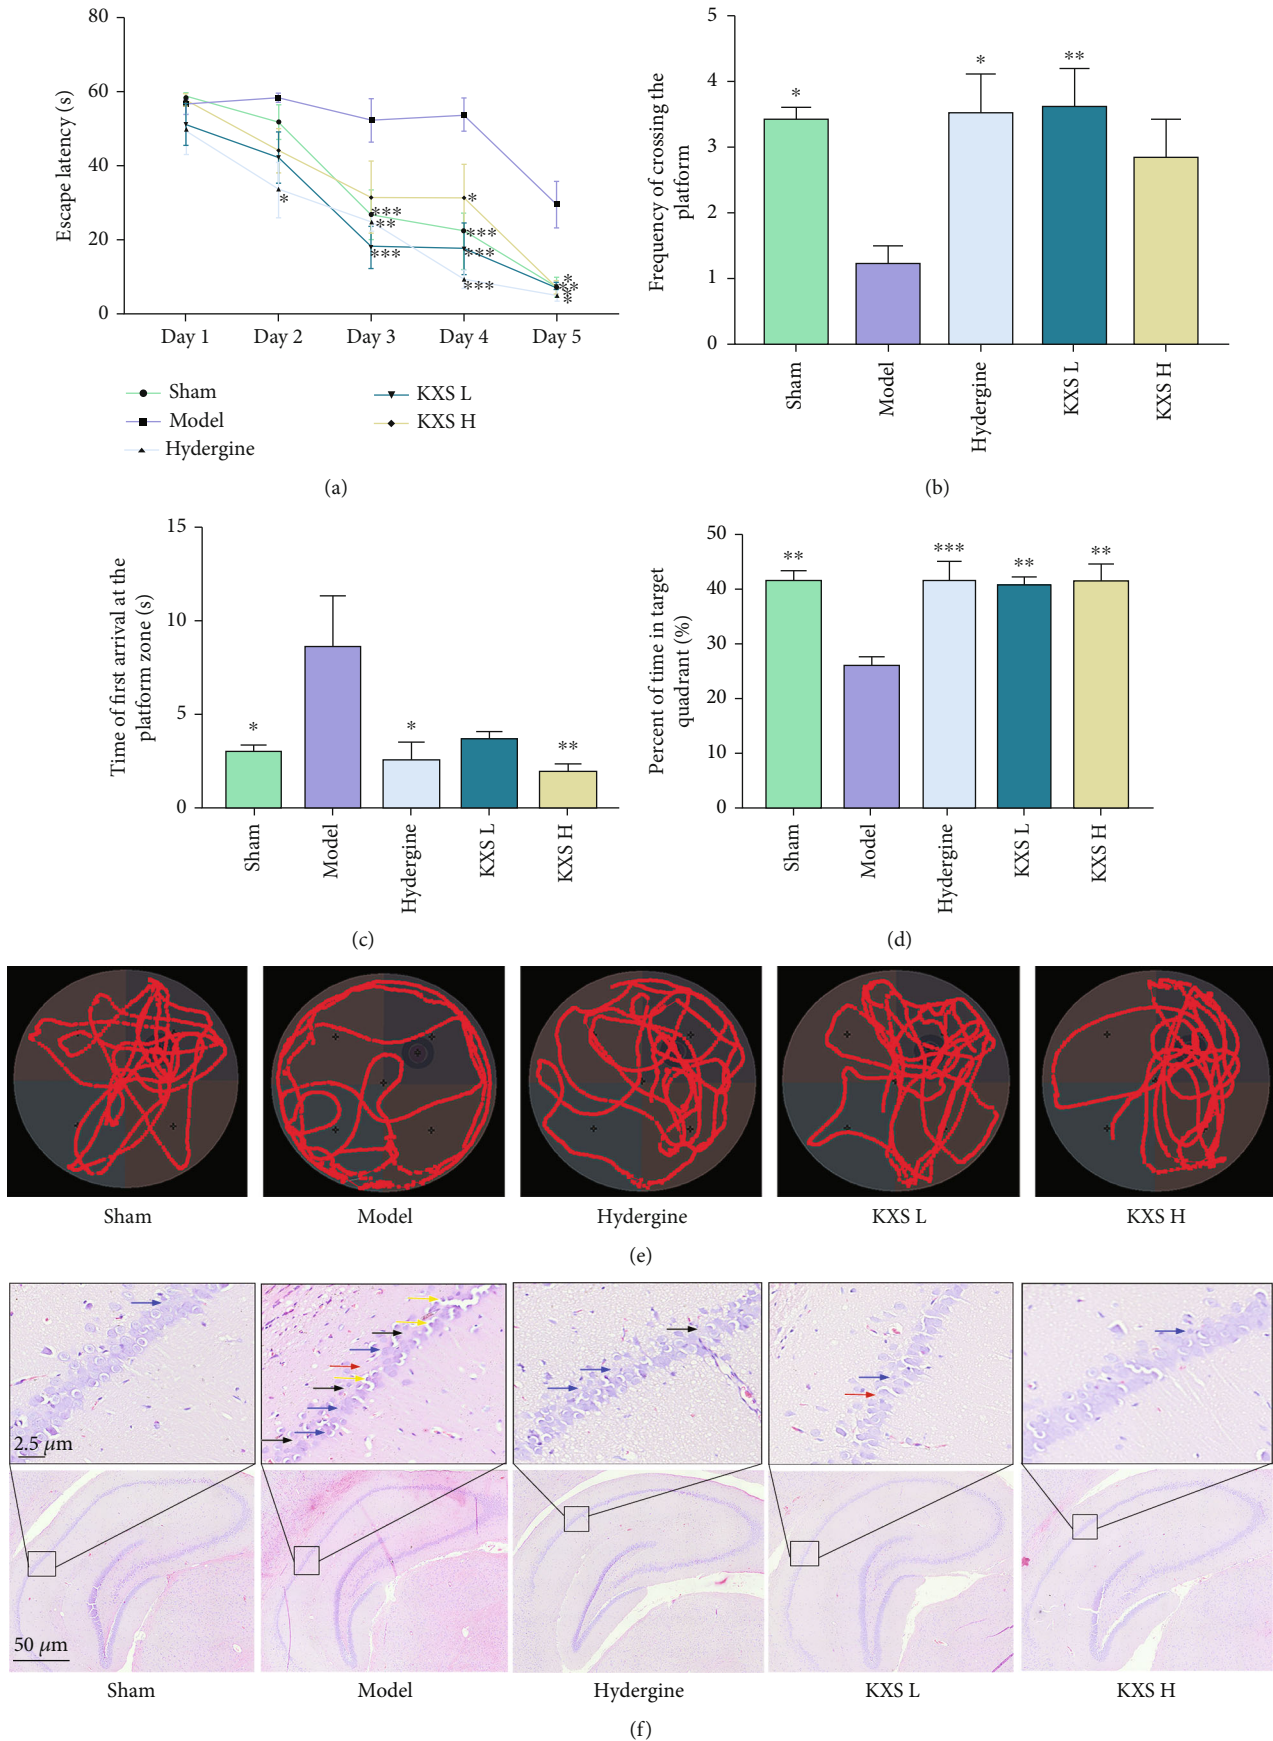 80
60
40
20
0
Escape latency (s)
*
***
**
***
*
***
***
***
*
**
*
*
Day 1 Day 2 Day 3 Day 4 Day 5
Sham
Model
Hydergine
KXS L
KXS H
(a)
5
4
3
2
1
0
Frequency of crossing the
platform
* * **
Sham Model Hydergine KXS L KXS H
(b)
15
10
5
0
Time of first arrival at the
platform zone (s)
* * **
Sham Model Hydergine KXS L KXS H
(c)
50
40
30
20
10
0
Percent of time in target
quadrant (%)
** *** ** **
Sham Model Hydergine KXS L KXS H
(d)
Sham Model Hydergine KXS L KXS H
(e)
2.5 μm
50 μm
Sham Model Hydergine KXS L KXS H
(f)